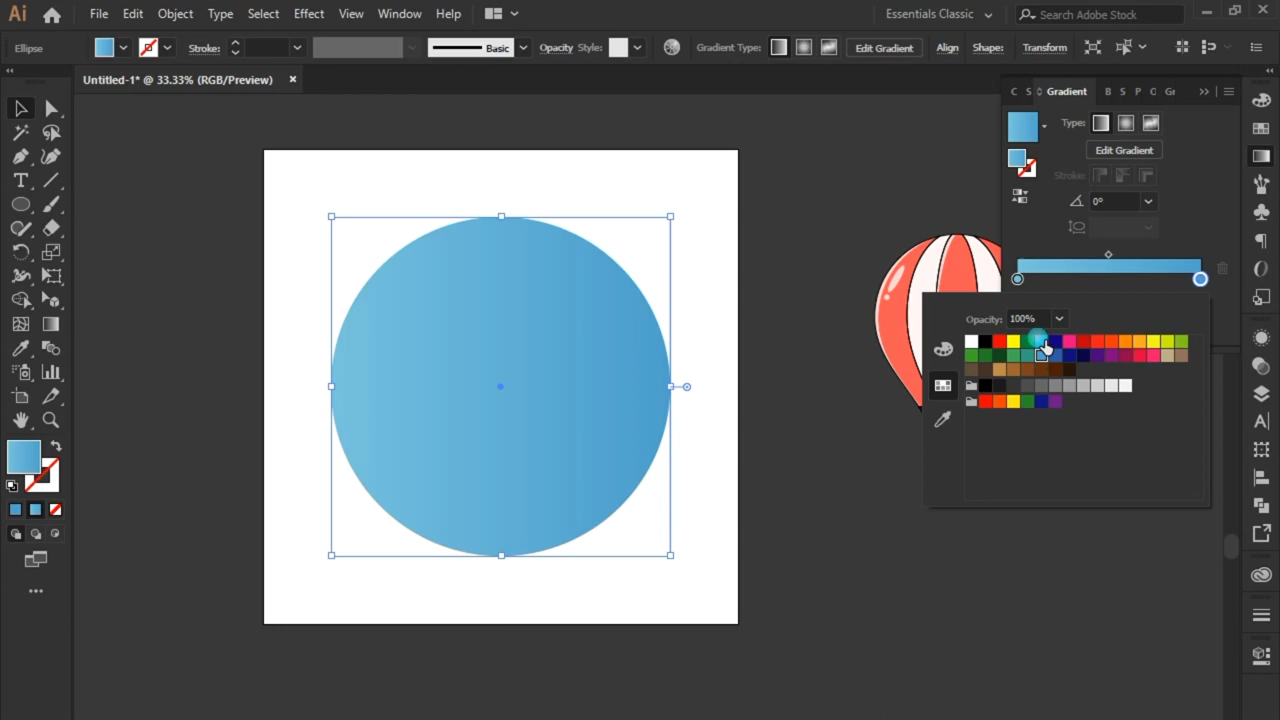 Ai File Edit Object Type Select Effect View Window Help Essentials Classic Search Adobe Stock
Ellipse Stroke: Basic Opacity Style: Gradient Type: Edit Gradient Align Shape: Transform
Untitled-1* @ 33.33% (RGB/Preview) ×
C S Gradient B S P O Gr
Type:
Edit Gradient
Stroke:
0°
Opacity: 100%